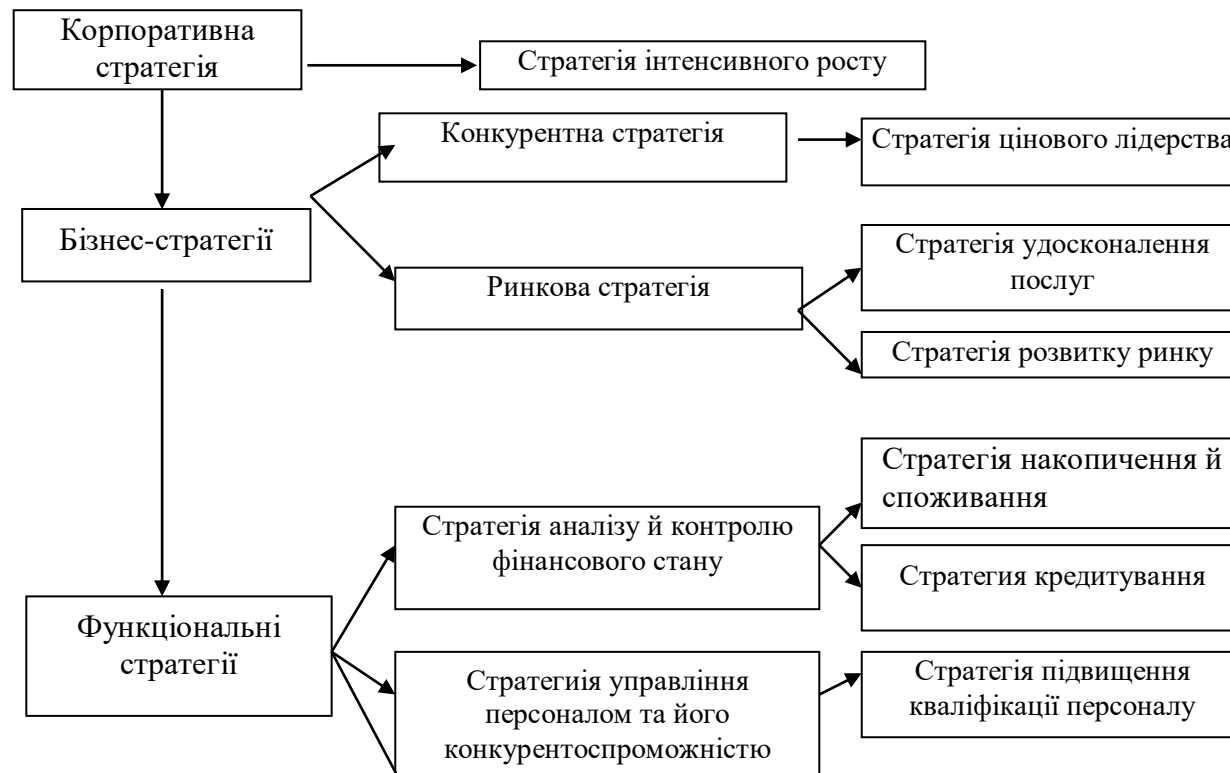 Корпоративна
стратегія
Стратегія інтенсивного росту
Конкурентна стратегія
Стратегія цінового лідерства
Бізнес-стратегії
Ринкова стратегія
Стратегія удосконалення
послуг
Стратегія розвитку ринку
Стратегія накопичення й
споживання
Стратегія аналізу й контролю
фінансового стану
Стратегия кредитування
Функціональні
стратегії
Стратегиія управління
персоналом та його
конкурентоспроможністю
Стратегія підвищення
кваліфікації персоналу